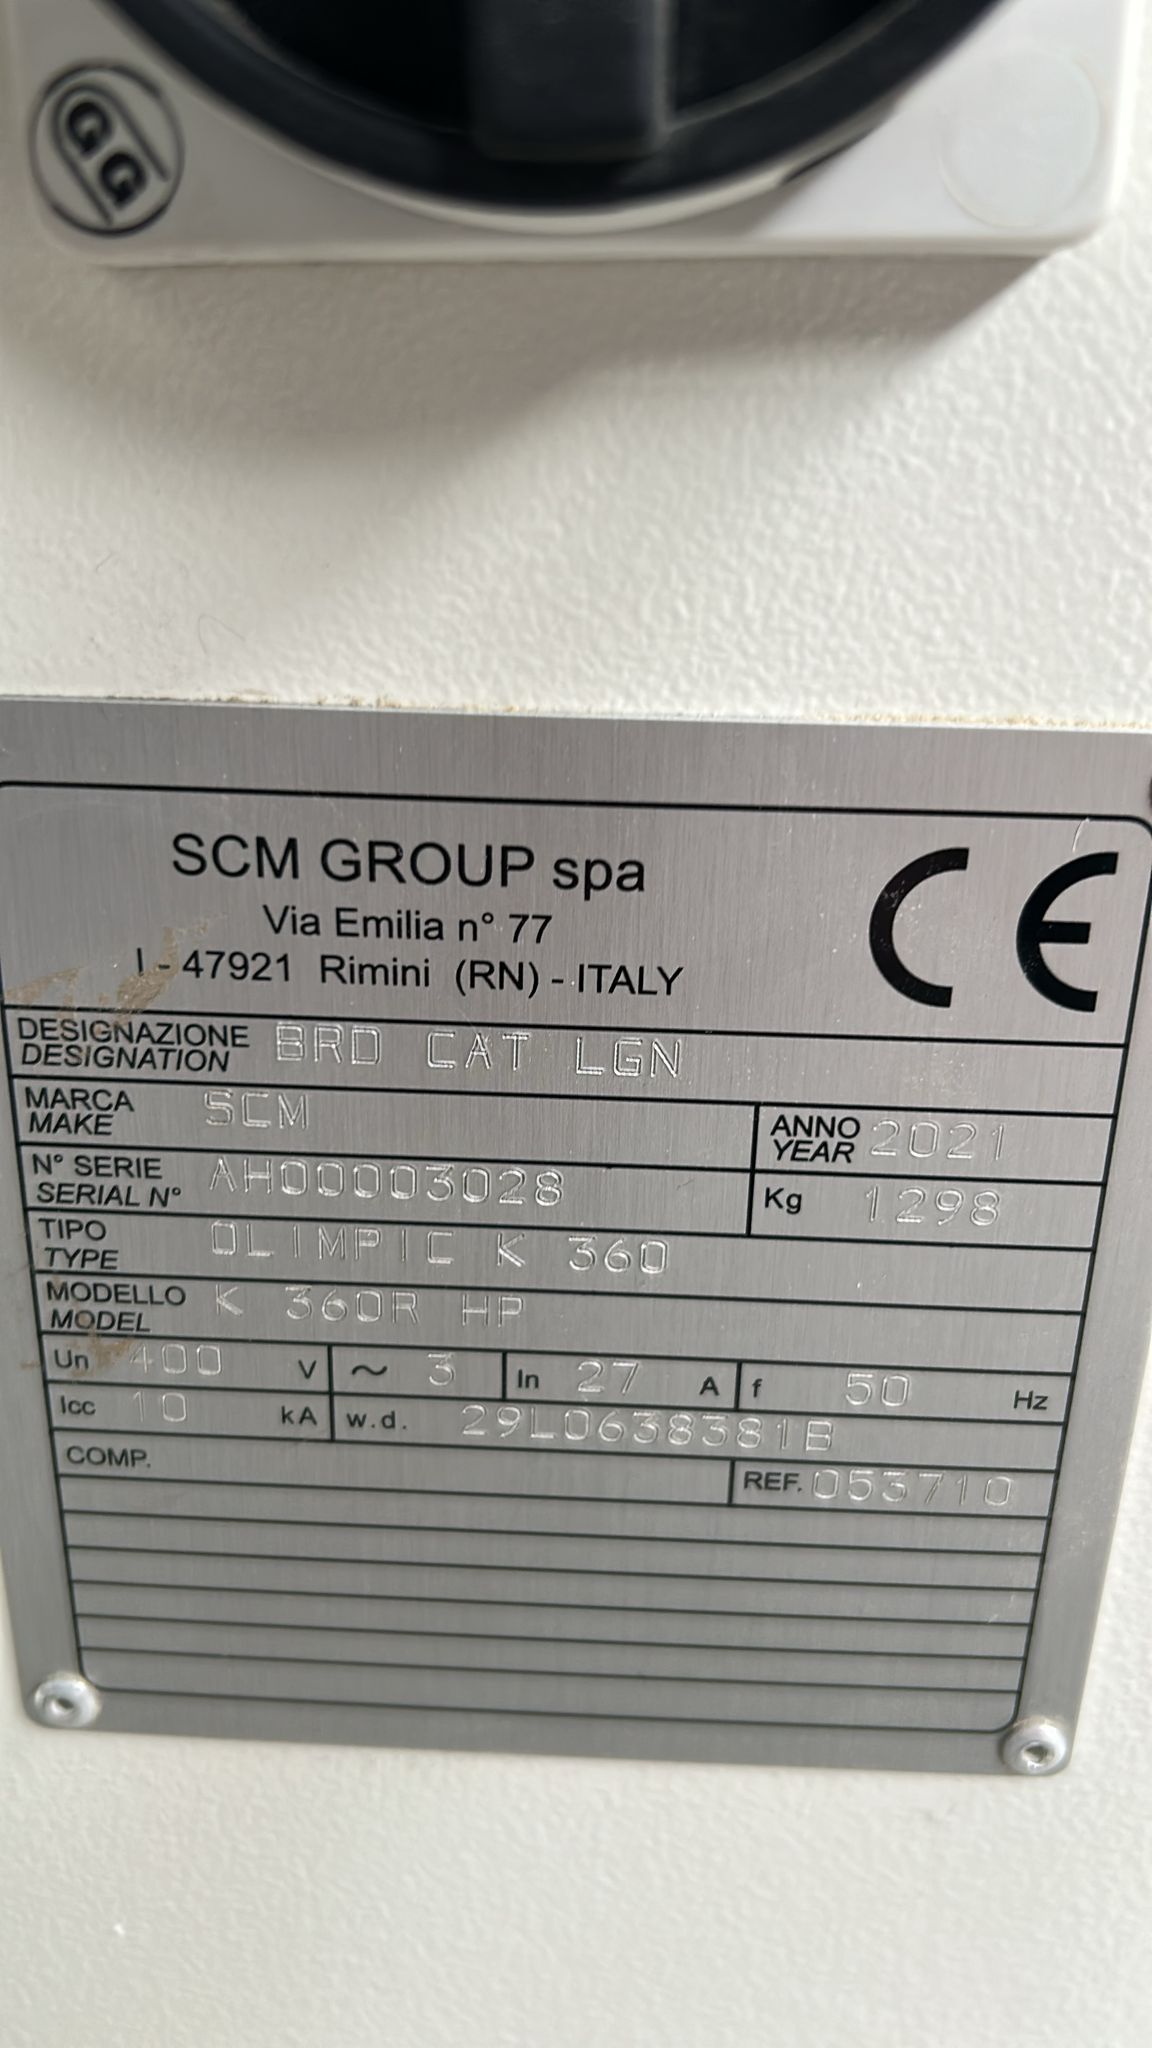 GG
SCM GROUP spa
Via Emilia n° 77
I - 47921 Rimini (RN) - ITALY
CE
DESIGNAZIONE
DESIGNATION BRD CAT LGN
MARCA
MAKE SCM
ANNO
YEAR 2021
N° SERIE
SERIAL N° AH00003028
Kg 1298
TIPO
TYPE OLIMPIC K 360
MODELLO
MODEL K 360R HP
Un 400 V ~ 3 In 27 A f 50 Hz
Icc 10 kA w.d. 29L0638381B
COMP.
REF. 053710